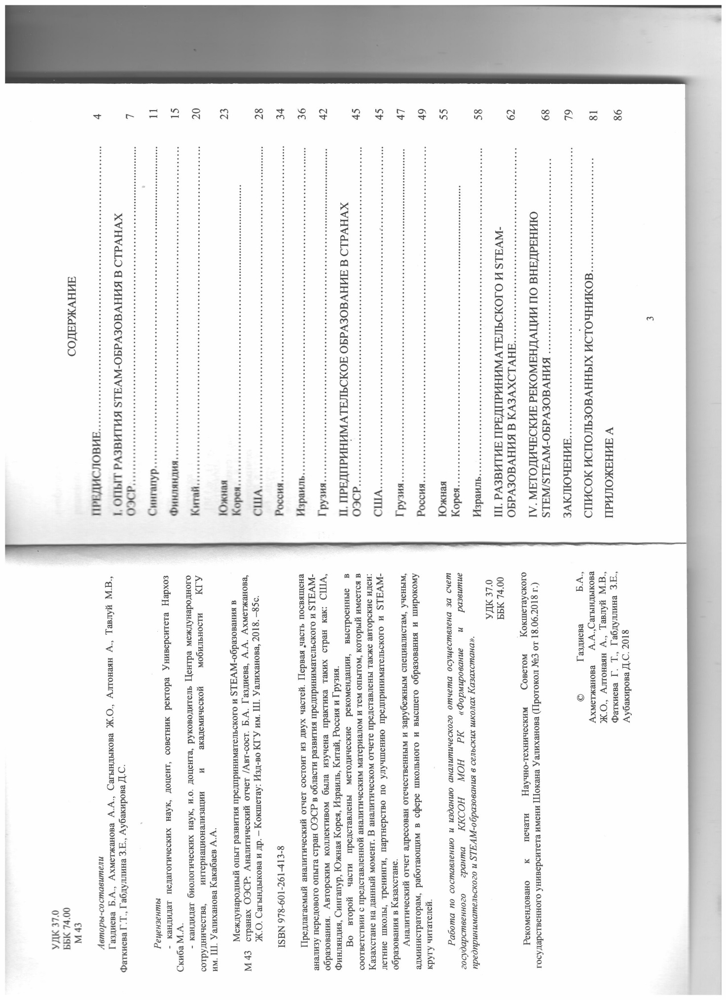 УДК 37.0
ББК 74.00
М 43
Авторы-составители
Газдиева Б.А., Ахметжанова А.А., Сагындыкова Ж.О., Алтонаян А., Тавлуй М.В.,
Фаткиева Г.Т., Габдуллина З.Е., Аубакирова Д.С.
Рецензенты
- кандидат педагогических наук, доцент, советник ректора Университета Нархоз
Скиба М.А.
- кандидат биологических наук, и.о. доцента, руководитель Центра международного
сотрудничества, интернационализации и академической мобильности КГУ
им. Ш. Уалиханова Какабаев А.А.
Международный опыт развития предпринимательского и STEAM-образования в
М 43 странах ОЭСР: Аналитический отчет /Авт-сост. Б.А. Газдиева, А.А. Ахметжанова,
Ж.О. Сагындыкова и др. – Кокшетау: Изд-во КГУ им. Ш. Уалиханова, 2018. –85с.
ISBN 978-601-261-413-8
Предлагаемый аналитический отчет состоит из двух частей. Первая часть посвящена
анализу передового опыта стран ОЭСР в области развития предпринимательского и STEAM-
образования. Авторским коллективом была изучена практика таких стран как: США,
Финляндия, Сингапур, Южная Корея, Израиль, Китай, Россия и Грузия.
Во второй части представлены методические рекомендации, выстроенные в
соответствии с представленной аналитическим материалом и тем опытом, который имеется в
Казахстане на данный момент. В аналитическом отчете представлены также авторские идеи:
летние школы, тренинги, партнерство по улучшению предпринимательского и STEAM-
образования в Казахстане.
Аналитический отчет адресован отечественным и зарубежным специалистам, ученым,
администраторам, работающим в сфере школьного и высшего образования и широкому
кругу читателей.
Работа по составлению и изданию аналитического отчета осуществлена за счет
государственного гранта ККСОН МОН РК «Формирование и развитие
предпринимательского и STEAM-образования в сельских школах Казахстана».
УДК 37.0
ББК 74.00
Рекомендовано к печати Научно-техническим Советом Кокшетауского
государственного университета имени Шокана Уалиханова (Протокол №3 от 18.06.2018 г.)
© Газдиева Б.А.,
Ахметжанова А.А.,Сагындыкова
Ж.О., Алтонаян А., Тавлуй М.В.,
Фаткиева Г. Т., Габдуллина З.Е.,
Аубакирова Д.С. 2018
СОДЕРЖАНИЕ
ПРЕДИСЛОВИЕ.................... 4
I. ОПЫТ РАЗВИТИЯ STEAM-ОБРАЗОВАНИЯ В СТРАНАХ
ОЭСР.................... 7
Сингапур.................... 11
Финляндия.................... 15
Китай.................... 20
Южная 23
Корея....................
США.................... 28
Россия.................... 34
Израиль.................... 36
Грузия.................... 42
II. ПРЕДПРИНИМАТЕЛЬСКОЕ ОБРАЗОВАНИЕ В СТРАНАХ
ОЭСР.................... 45
США.................... 45
Грузия.................... 47
Россия.................... 49
Южная 55
Корея....................
Израиль.................... 58
III. РАЗВИТИЕ ПРЕДПРИНИМАТЕЛЬСКОГО И STEAM-
ОБРАЗОВАНИЯ В КАЗАХСТАНЕ.................... 62
IV. МЕТОДИЧЕСКИЕ РЕКОМЕНДАЦИИ ПО ВНЕДРЕНИЮ
STEM/STEAM-ОБРАЗОВАНИЯ .................... 68
ЗАКЛЮЧЕНИЕ.................... 79
СПИСОК ИСПОЛЬЗОВАННЫХ ИСТОЧНИКОВ.................... 81
ПРИЛОЖЕНИЕ А 86
3